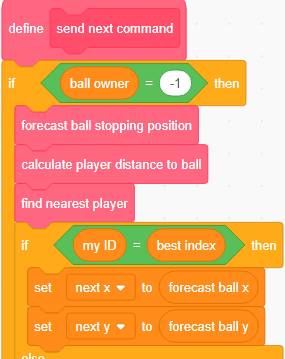 define send next command
if ball owner = -1 then
forecast ball stopping position
calculate player distance to ball
find nearest player
if my ID = best index then
set next x to forecast ball x
set next y to forecast ball y
else